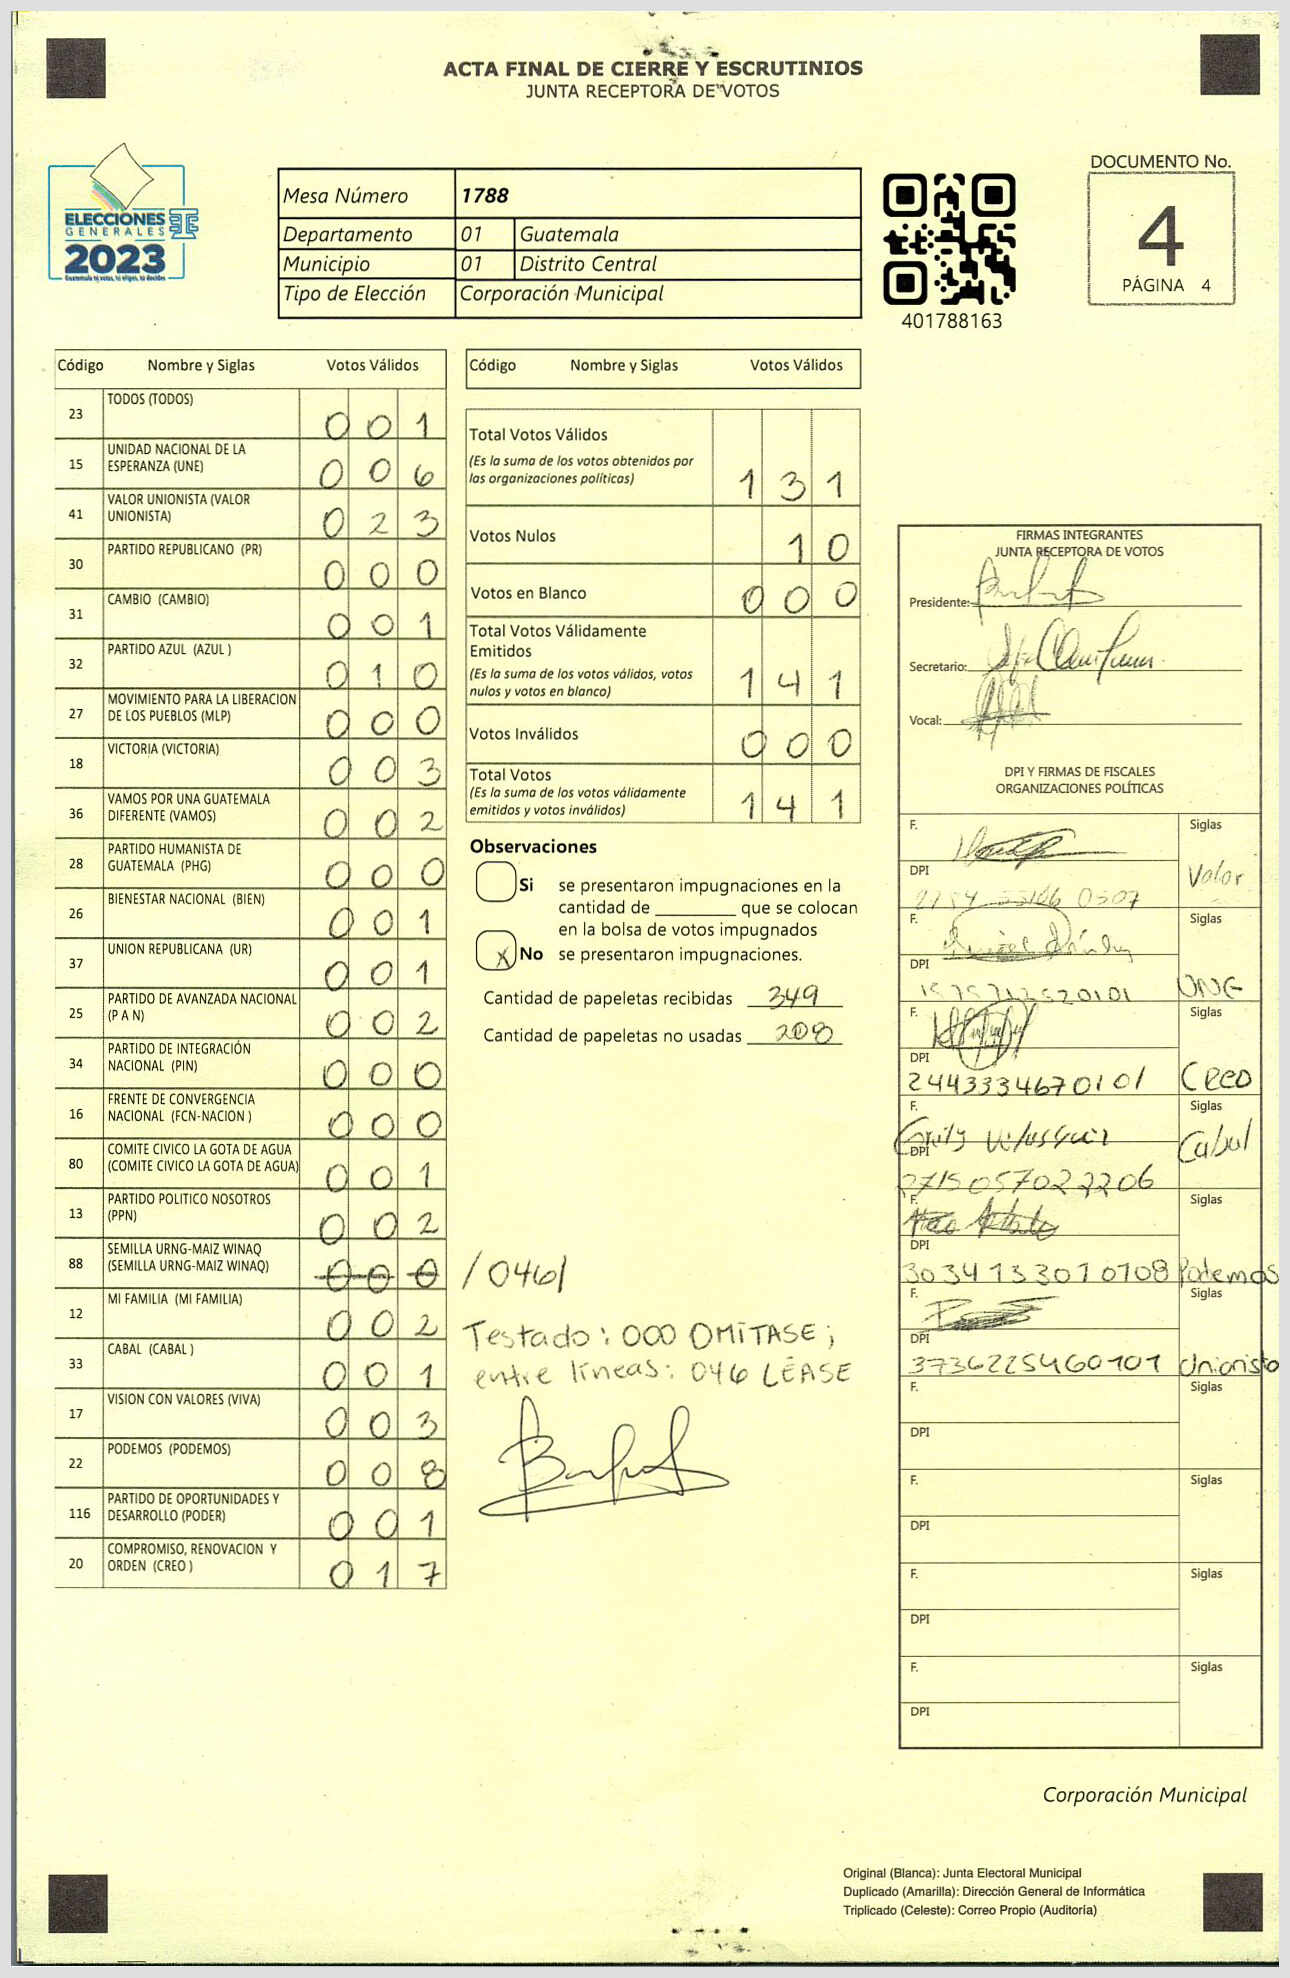 ACTA FINAL DE CIERRE Y ESCRUTINIOS
JUNTA RECEPTORA DE VOTOS
ELECCIONES
GENERALES
2023
Guatemala tú votas, tú eliges, tú decides
Mesa Número 1788
Departamento 01 Guatemala
Municipio 01 Distrito Central
Tipo de Elección Corporación Municipal
401788163
DOCUMENTO No.
4
PÁGINA 4
Código Nombre y Siglas Votos Válidos
23 TODOS (TODOS) 0 0 1
15 UNIDAD NACIONAL DE LA ESPERANZA (UNE) 0 0 6
41 VALOR UNIONISTA (VALOR UNIONISTA) 0 2 3
30 PARTIDO REPUBLICANO (PR) 0 0 0
31 CAMBIO (CAMBIO) 0 0 1
32 PARTIDO AZUL (AZUL ) 0 1 0
27 MOVIMIENTO PARA LA LIBERACION DE LOS PUEBLOS (MLP) 0 0 0
18 VICTORIA (VICTORIA) 0 0 3
36 VAMOS POR UNA GUATEMALA DIFERENTE (VAMOS) 0 0 2
28 PARTIDO HUMANISTA DE GUATEMALA (PHG) 0 0 0
26 BIENESTAR NACIONAL (BIEN) 0 0 1
37 UNION REPUBLICANA (UR) 0 0 1
25 PARTIDO DE AVANZADA NACIONAL (P A N) 0 0 2
34 PARTIDO DE INTEGRACIÓN NACIONAL (PIN) 0 0 0
16 FRENTE DE CONVERGENCIA NACIONAL (FCN-NACION ) 0 0 0
80 COMITE CIVICO LA GOTA DE AGUA (COMITE CIVICO LA GOTA DE AGUA) 0 0 1
13 PARTIDO POLITICO NOSOTROS (PPN) 0 0 2
88 SEMILLA URNG-MAIZ WINAQ (SEMILLA URNG-MAIZ WINAQ) 0 0 0 / 046/
12 MI FAMILIA (MI FAMILIA) 0 0 2
33 CABAL (CABAL ) 0 0 1
17 VISION CON VALORES (VIVA) 0 0 3
22 PODEMOS (PODEMOS) 0 0 8
116 PARTIDO DE OPORTUNIDADES Y DESARROLLO (PODER) 0 0 1
20 COMPROMISO, RENOVACION Y ORDEN (CREO ) 0 1 7
Código Nombre y Siglas Votos Válidos
Total Votos Válidos
(Es la suma de los votos obtenidos por
las organizaciones políticas) 1 3 1
Votos Nulos 1 0
Votos en Blanco 0 0 0
Total Votos Válidamente
Emitidos
(Es la suma de los votos válidos, votos
nulos y votos en blanco) 1 4 1
Votos Inválidos 0 0 0
Total Votos
(Es la suma de los votos válidamente
emitidos y votos inválidos) 1 4 1
Observaciones
Si se presentaron impugnaciones en la
cantidad de ________ que se colocan
en la bolsa de votos impugnados
X No se presentaron impugnaciones.
Cantidad de papeletas recibidas 349
Cantidad de papeletas no usadas 208
Testado: 000 OMÍTASE;
entre líneas: 046 LÉASE
FIRMAS INTEGRANTES
JUNTA RECEPTORA DE VOTOS
Presidente:
Secretario:
Vocal:
DPI Y FIRMAS DE FISCALES
ORGANIZACIONES POLÍTICAS
F. Siglas
DPI Valor
F. Siglas
DPI UNE
F. Siglas
DPI 2443334670101 Creo
F. Siglas
DPI 2715057022206 Cabal
F. Siglas
DPI 3034133010108 Podemos
F. Siglas
DPI 3736225460101 Unionista
F. Siglas
DPI
F. Siglas
DPI
F. Siglas
DPI
F. Siglas
DPI
Corporación Municipal
Original (Blanca): Junta Electoral Municipal
Duplicado (Amarilla): Dirección General de Informática
Triplicado (Celeste): Correo Propio (Auditoría)